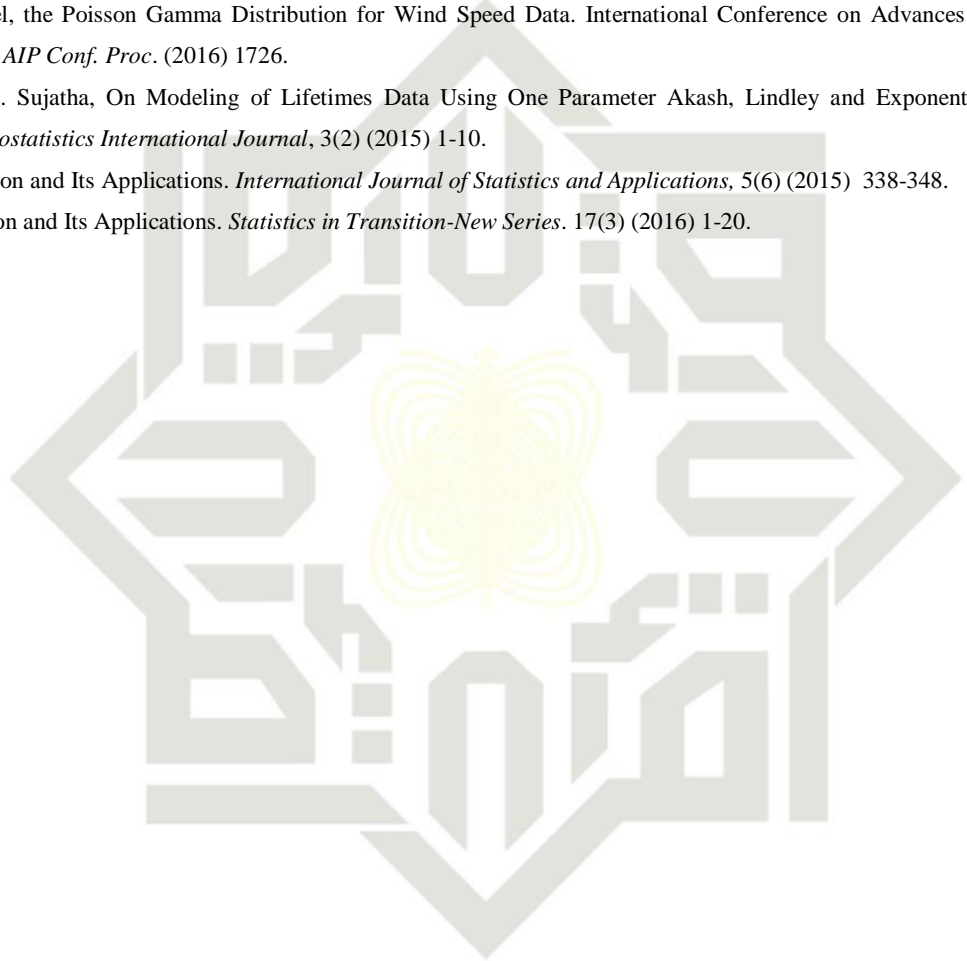 el, the Poisson Gamma Distribution for Wind Speed Data. International Conference on Advances
AIP Conf. Proc. (2016) 1726.
. Sujatha, On Modeling of Lifetimes Data Using One Parameter Akash, Lindley and Exponent
ostatistics International Journal, 3(2) (2015) 1-10.
on and Its Applications. International Journal of Statistics and Applications, 5(6) (2015) 338-348.
on and Its Applications. Statistics in Transition-New Series. 17(3) (2016) 1-20.